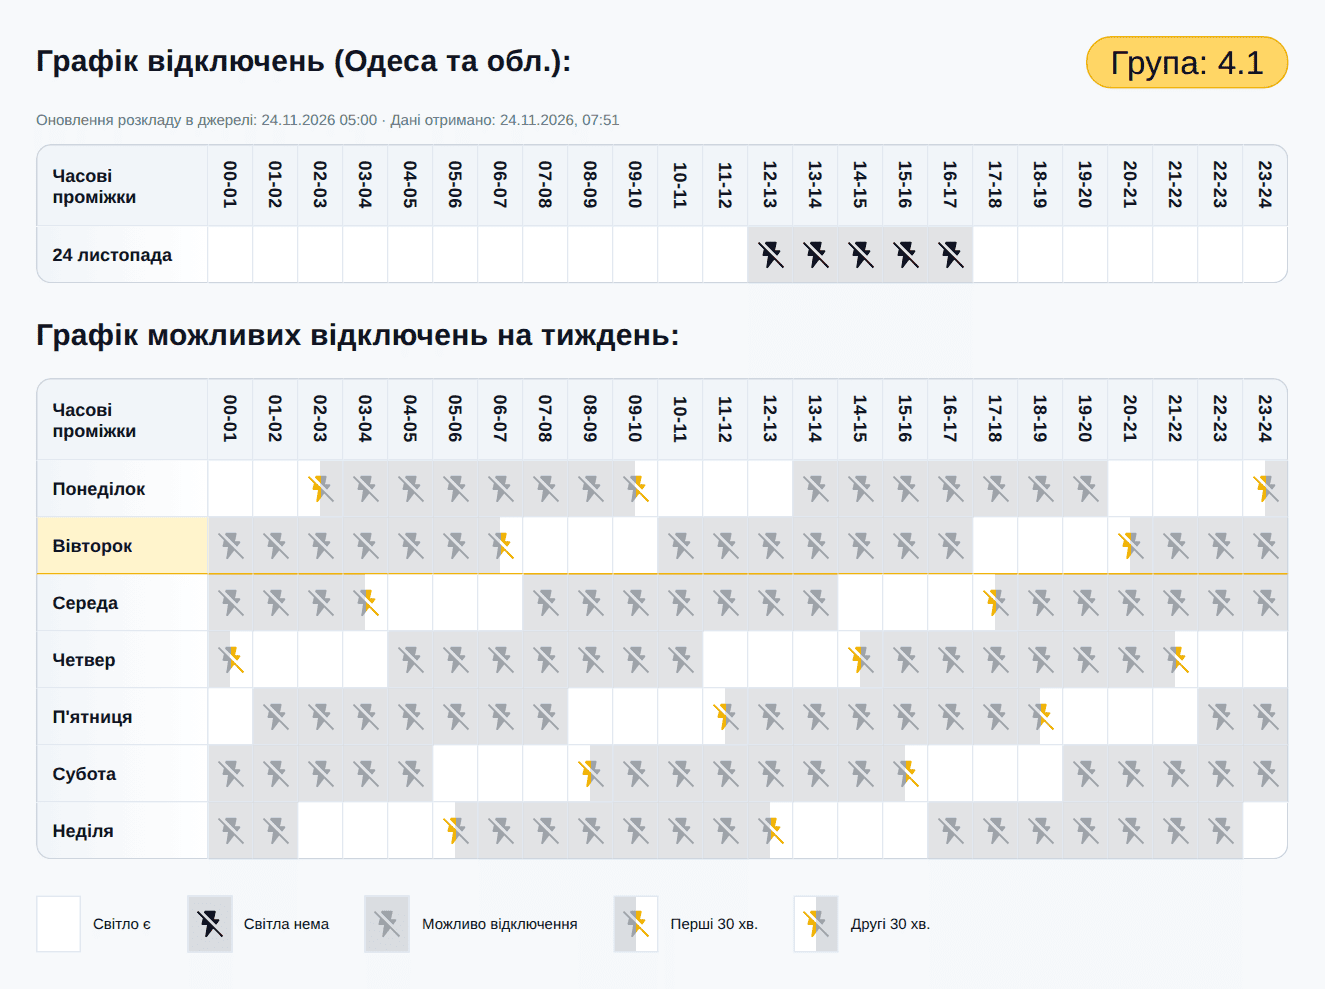 Графік відключень (Одеса та обл.):
Група: 4.1
Оновлення розкладу в джерелі: 24.11.2026 05:00 · Дані отримано: 24.11.2026, 07:51
Часові проміжки 00-01 01-02 02-03 03-04 04-05 05-06 06-07 07-08 08-09 09-10 10-11 11-12 12-13 13-14 14-15 15-16 16-17 17-18 18-19 19-20 20-21 21-22 22-23 23-24
24 листопада
Графік можливих відключень на тиждень:
Часові проміжки 00-01 01-02 02-03 03-04 04-05 05-06 06-07 07-08 08-09 09-10 10-11 11-12 12-13 13-14 14-15 15-16 16-17 17-18 18-19 19-20 20-21 21-22 22-23 23-24
Понеділок
Вівторок
Середа
Четвер
П'ятниця
Субота
Неділя
Світло є Світла нема Можливо відключення Перші 30 хв. Другі 30 хв.